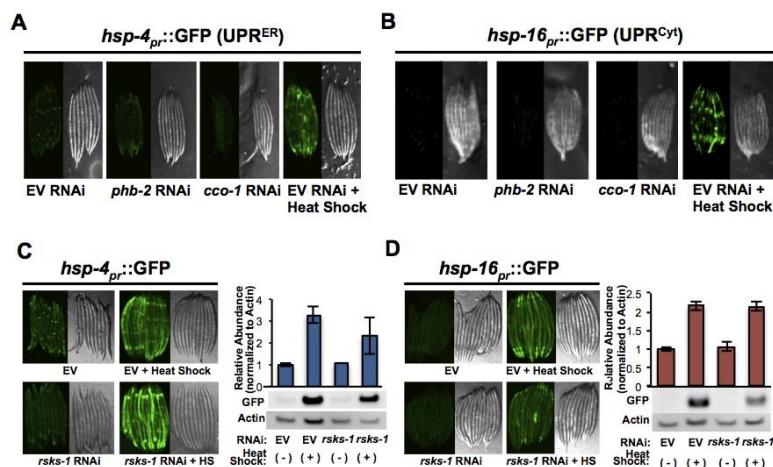 A
hsp-4pr::GFP (UPRER)
EV RNAi phb-2 RNAi cco-1 RNAi EV RNAi + Heat Shock
B
hsp-16pr::GFP (UPRCyt)
EV RNAi phb-2 RNAi cco-1 RNAi EV RNAi + Heat Shock
C
hsp-4pr::GFP
EV EV + Heat Shock
rsks-1 RNAi rsks-1 RNAi + HS
Relative Abundance
(normalized to Actin)
4
3
2
1
0
GFP
Actin
RNAi: EV EV rsks-1 rsks-1
Heat
Shock: (-) (+) (-) (+)
D
hsp-16pr::GFP
EV EV + Heat Shock
rsks-1 RNAi rsks-1 RNAi + HS
Relative Abundance
(normalized to Actin)
2.5
2
1.5
1
0.5
0
GFP
Actin
RNAi: EV EV rsks-1 rsks-1
Heat
Shock: (-) (+) (-) (+)